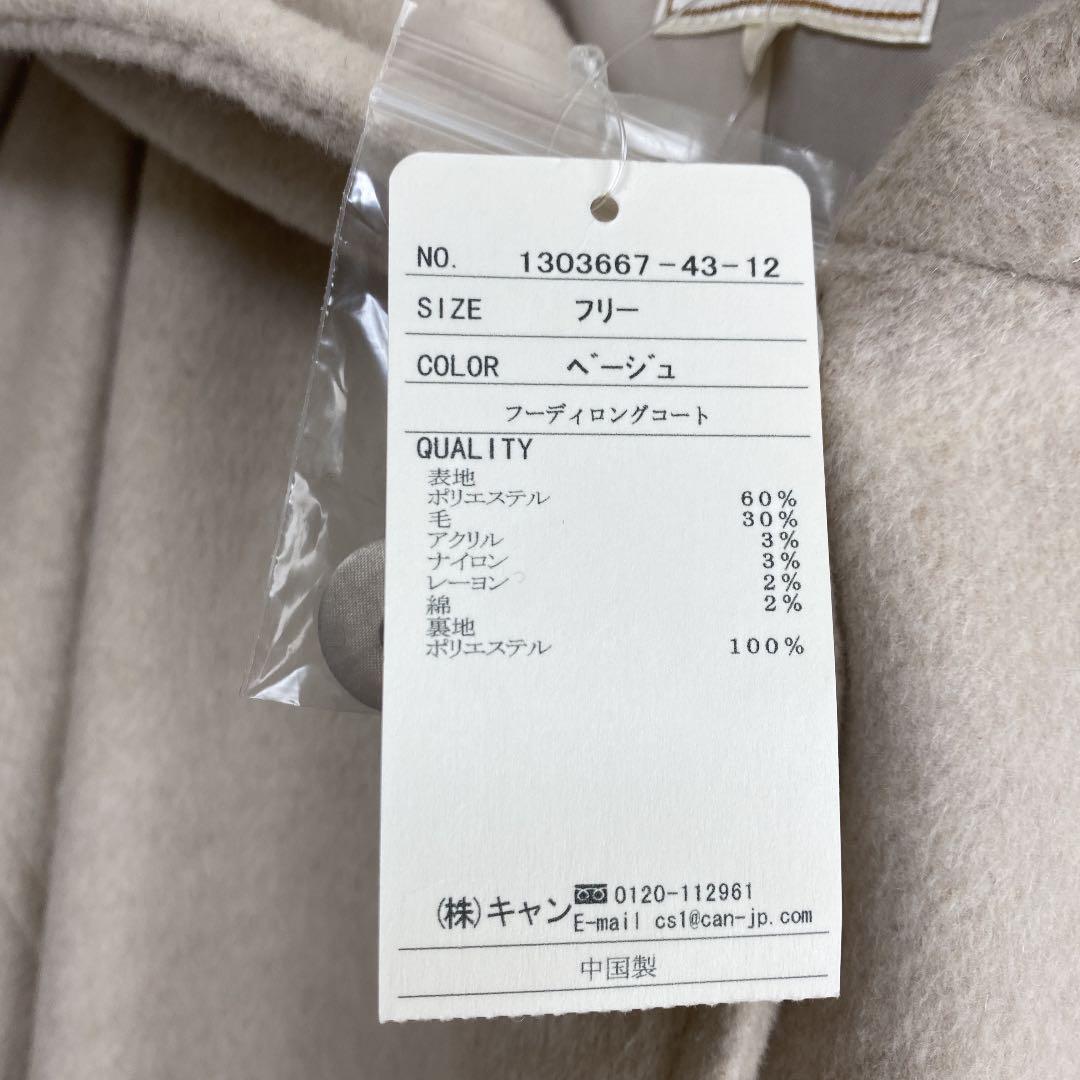 NO. 1303667-43-12
SIZE フリー
COLOR ベージュ
フーディロングコート
QUALITY
表地
ポリエステル 60%
毛 30%
アクリル 3%
ナイロン 3%
レーヨン 2%
綿 2%
裏地
ポリエステル 100%
(株)キャン 0120-112961
E-mail cs1@can-jp.com
中国製